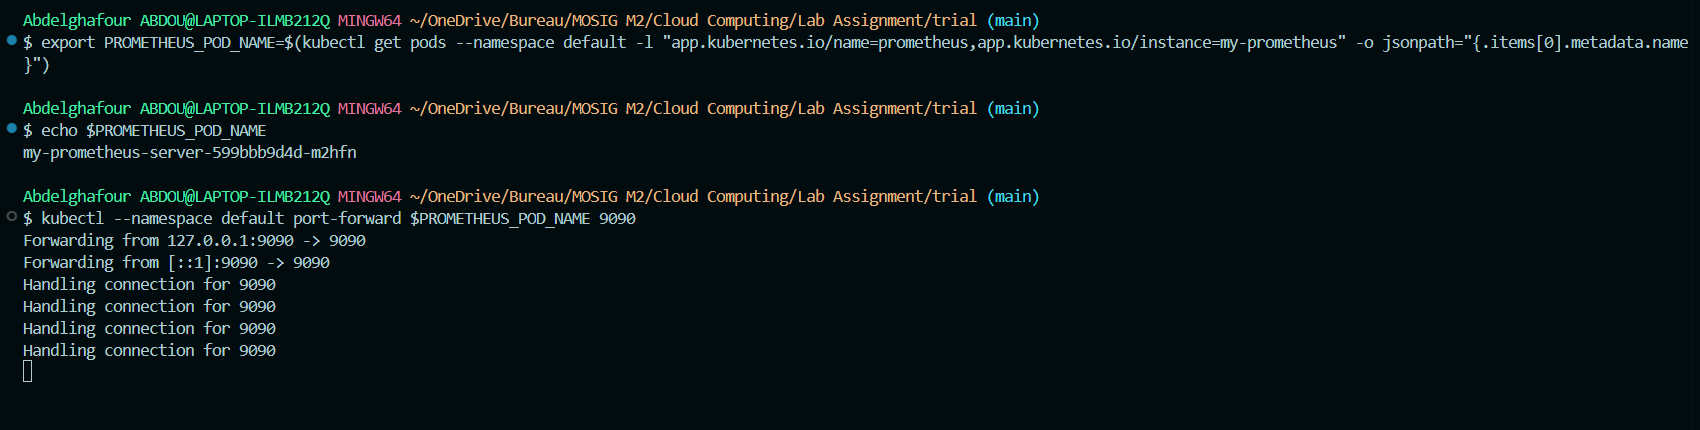 Abdelghafour ABDOU@LAPTOP-ILMB212Q MINGW64 ~/OneDrive/Bureau/MOSIG M2/Cloud Computing/Lab Assignment/trial (main)
$ export PROMETHEUS_POD_NAME=$(kubectl get pods --namespace default -l "app.kubernetes.io/name=prometheus,app.kubernetes.io/instance=my-prometheus" -o jsonpath="{.items[0].metadata.name
}")
Abdelghafour ABDOU@LAPTOP-ILMB212Q MINGW64 ~/OneDrive/Bureau/MOSIG M2/Cloud Computing/Lab Assignment/trial (main)
$ echo $PROMETHEUS_POD_NAME
my-prometheus-server-599bbb9d4d-m2hfn
Abdelghafour ABDOU@LAPTOP-ILMB212Q MINGW64 ~/OneDrive/Bureau/MOSIG M2/Cloud Computing/Lab Assignment/trial (main)
$ kubectl --namespace default port-forward $PROMETHEUS_POD_NAME 9090
Forwarding from 127.0.0.1:9090 -> 9090
Forwarding from [::1]:9090 -> 9090
Handling connection for 9090
Handling connection for 9090
Handling connection for 9090
Handling connection for 9090